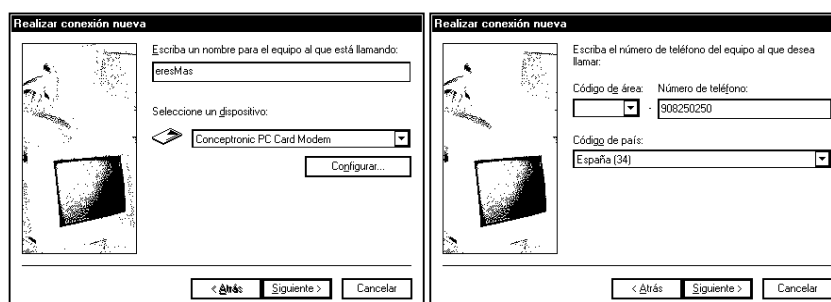 Realizar conexión nueva
Escriba un nombre para el equipo al que está llamando:
eresMas
Seleccione un dispositivo:
Conceptronic PC Card Modem
Configurar...
< Atrás Siguiente > Cancelar
Realizar conexión nueva
Escriba el número de teléfono del equipo al que desea
llamar:
Código de área: Número de teléfono:
- 908250250
Código de país:
España (34)
< Atrás Siguiente > Cancelar